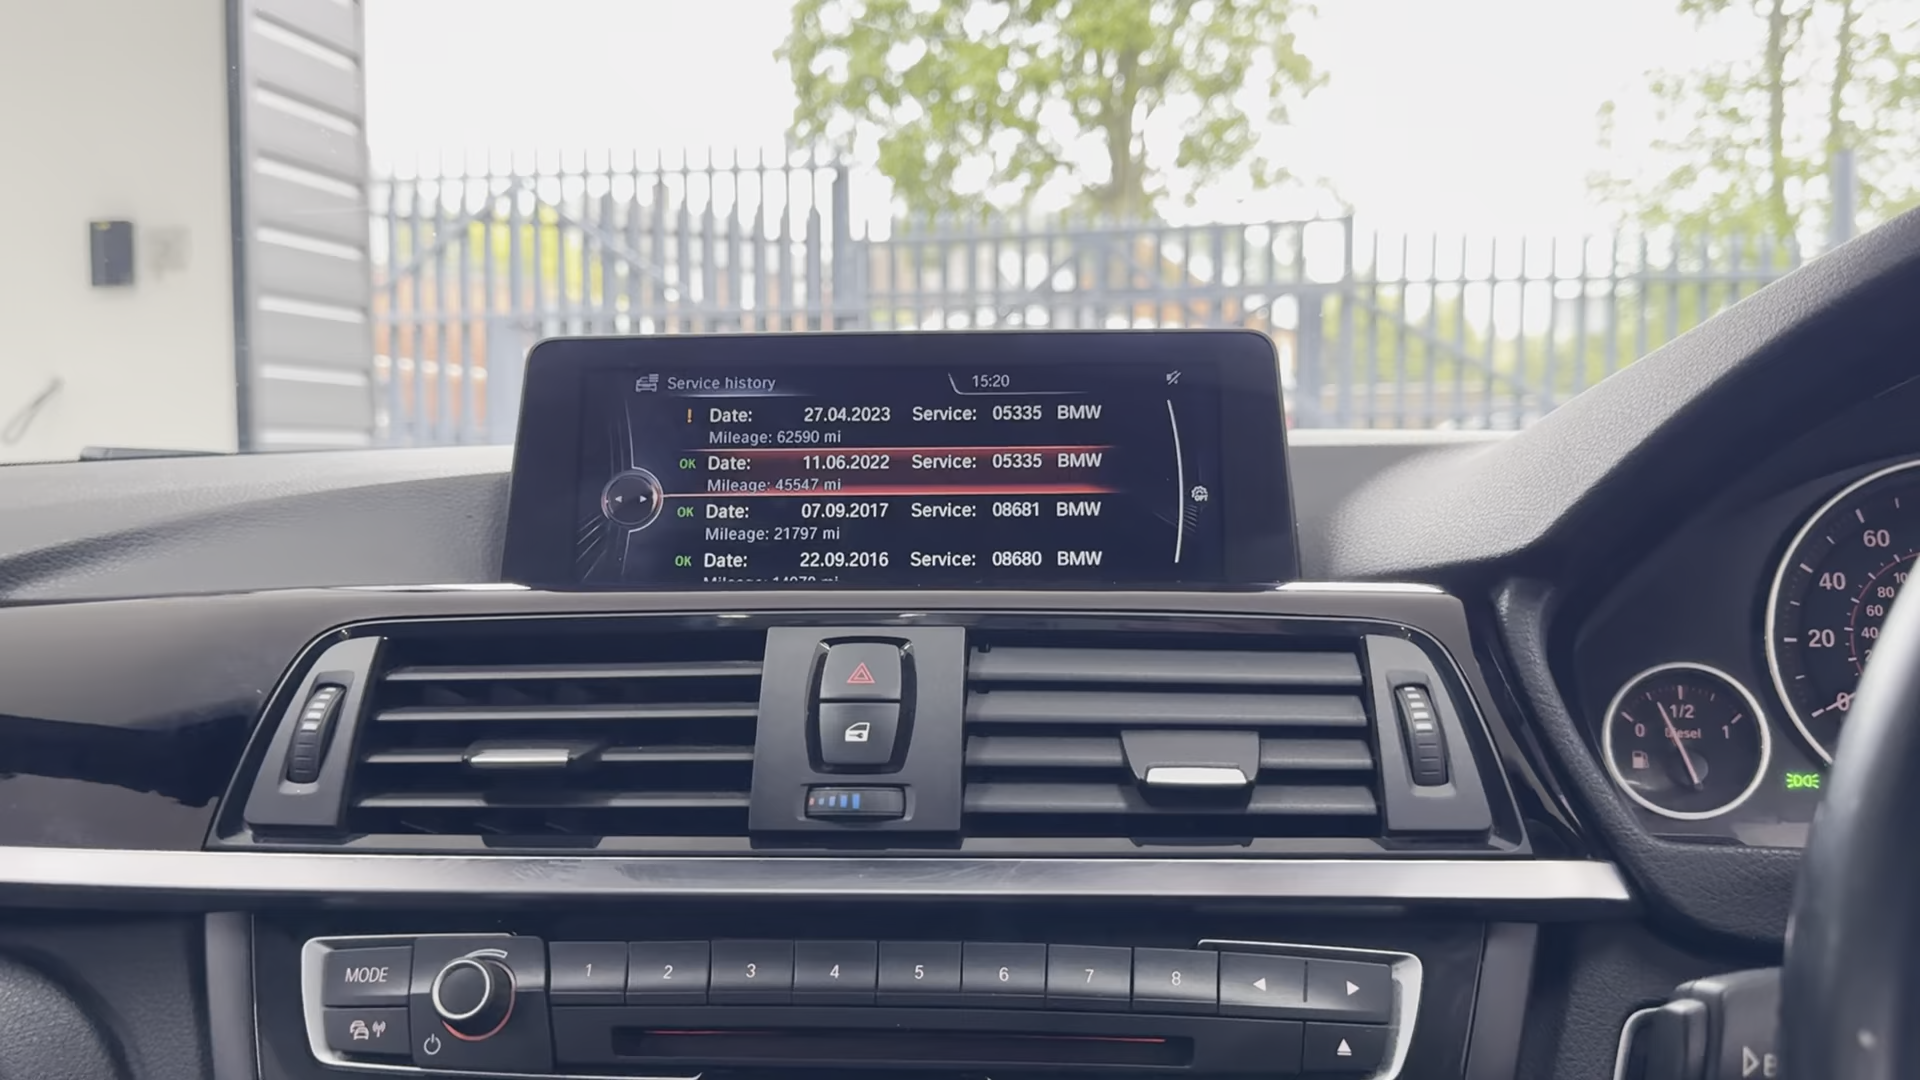 Service history 15:20
! Date: 27.04.2023 Service: 05335 BMW
Mileage: 62590 mi
OK Date: 11.06.2022 Service: 05335 BMW
Mileage: 45547 mi
OK Date: 07.09.2017 Service: 08681 BMW
Mileage: 21797 mi
OK Date: 22.09.2016 Service: 08680 BMW
60
40
20
0
80
60
40
1/2
0 1
MODE
1 2 3 4 5 6 7 8